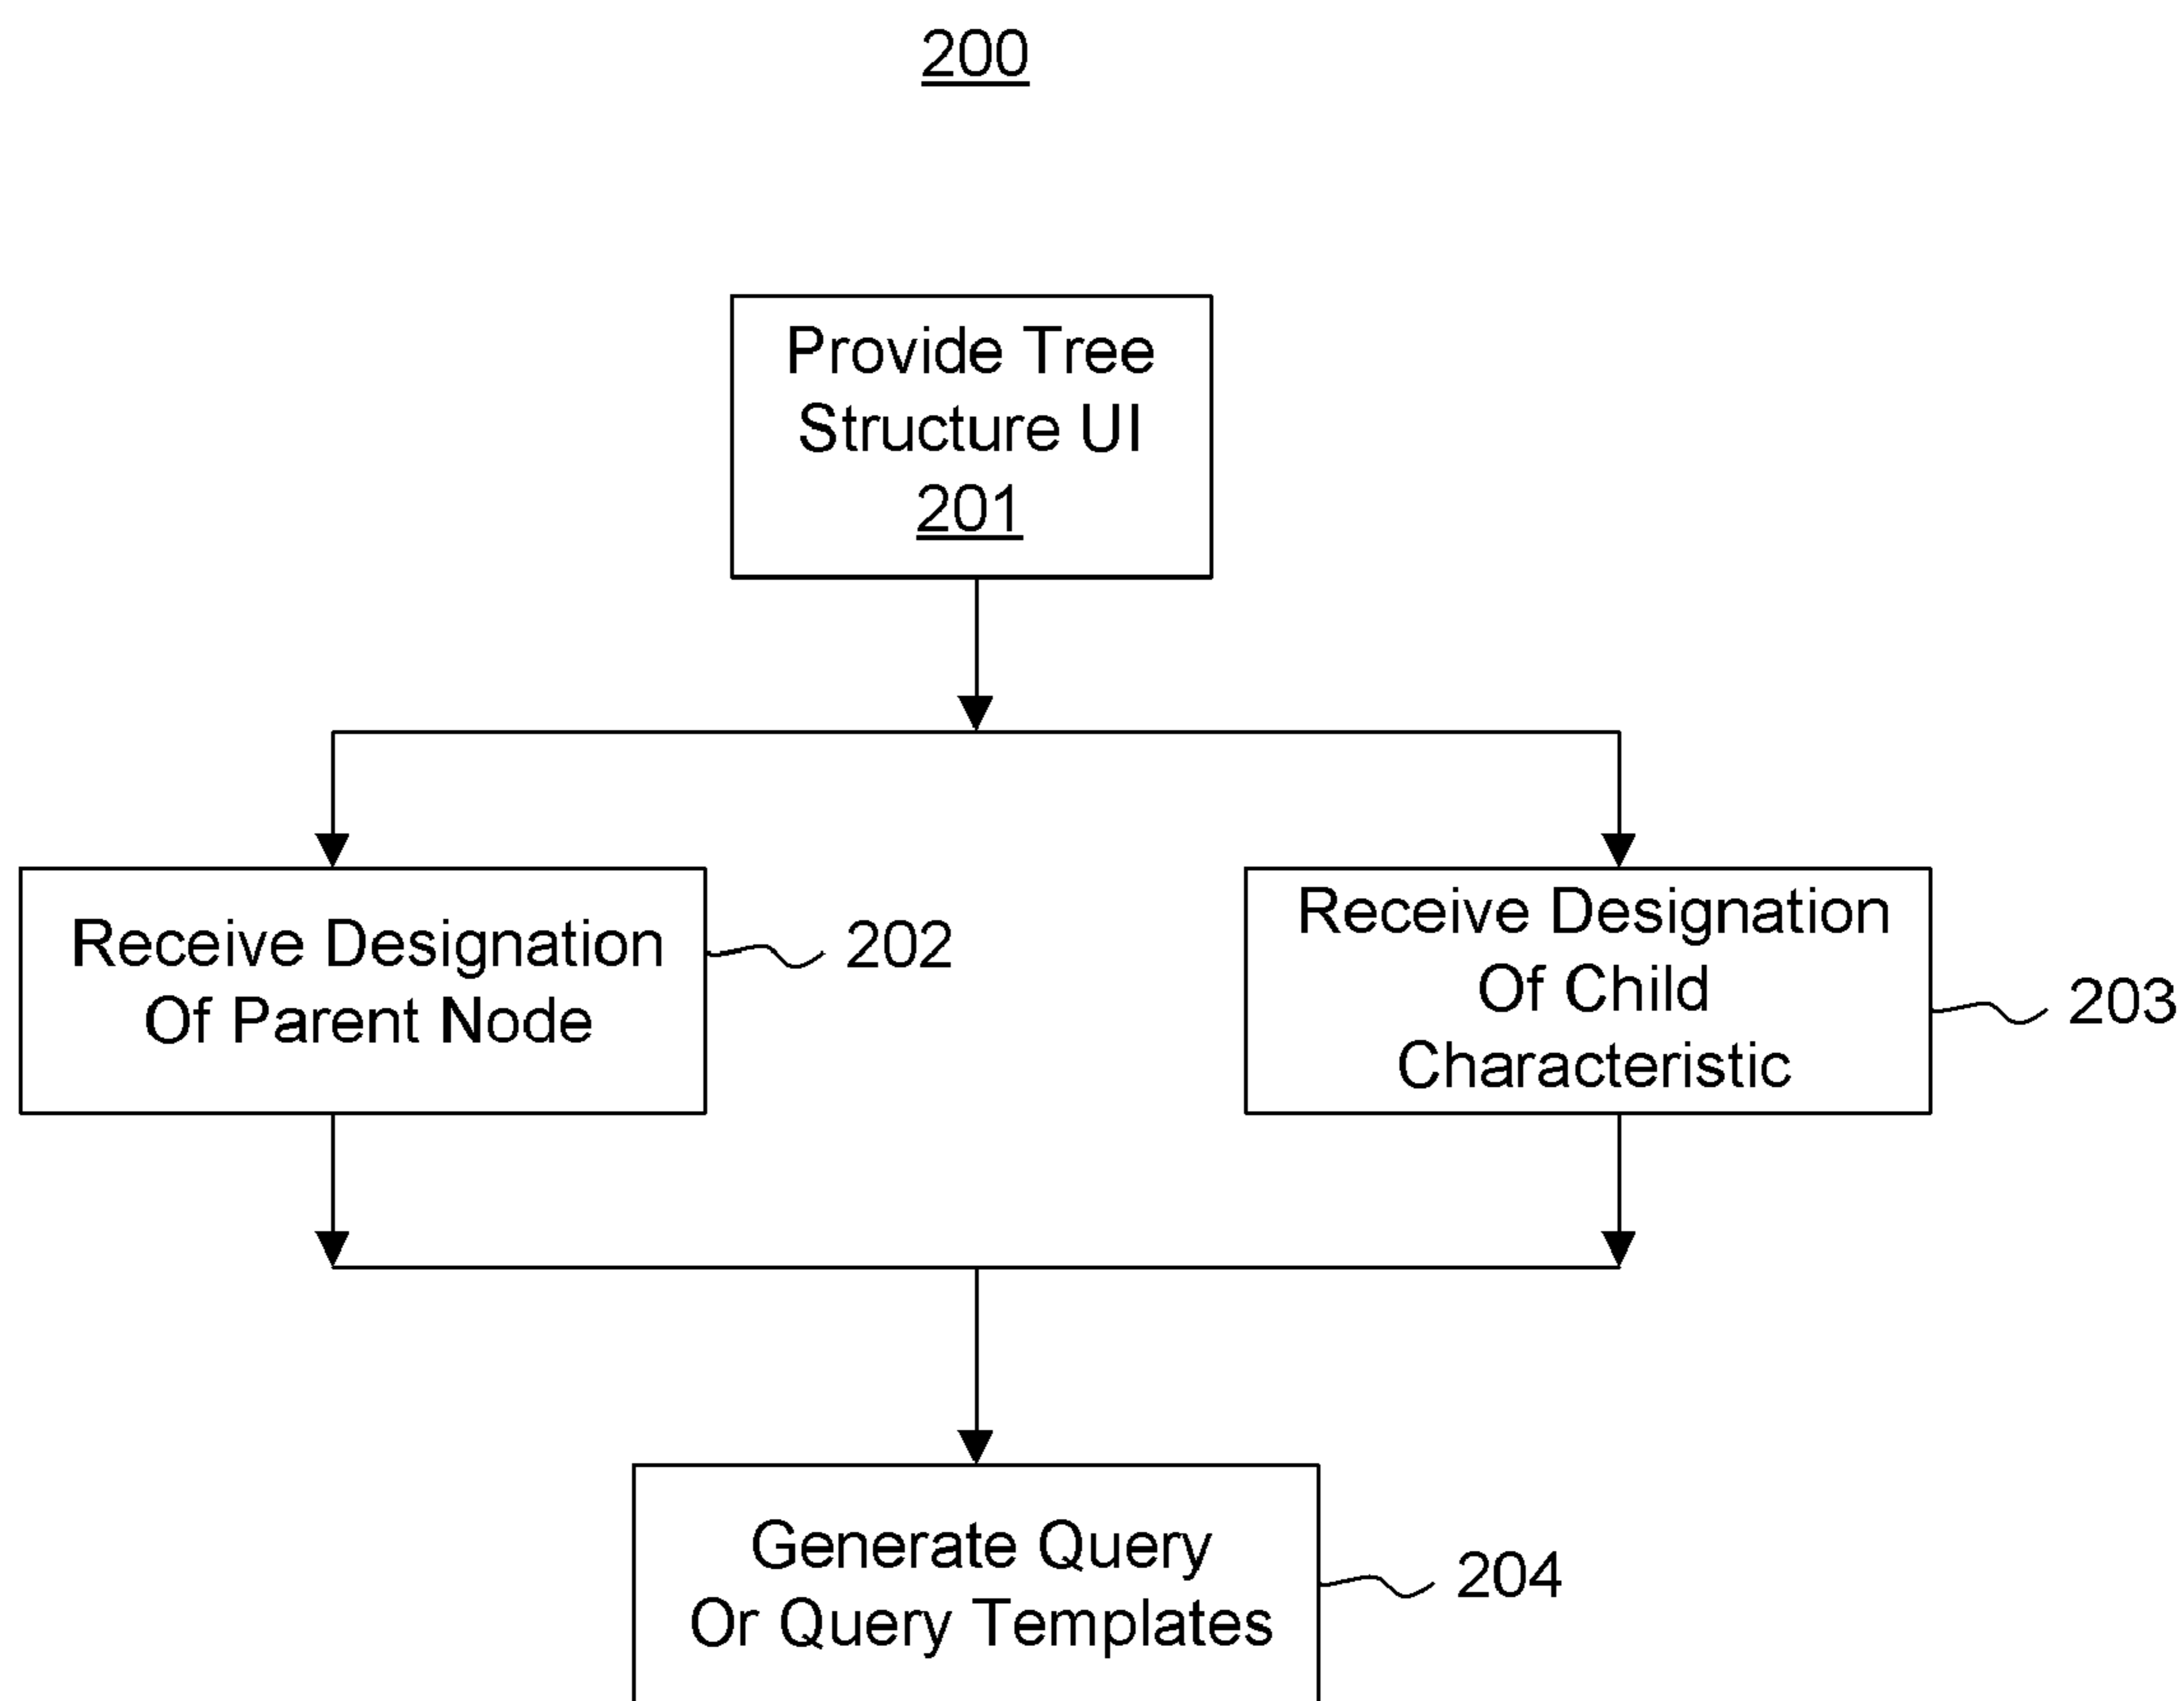 200
Provide Tree
Structure UI
201
Receive Designation
Of Parent Node
202
Receive Designation
Of Child
Characteristic
203
Generate Query
Or Query Templates
204